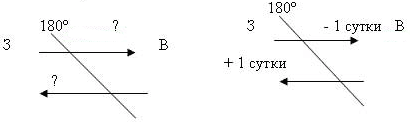 180° ?
З В
?
180°
З - 1 сутки В
+ 1 сутки